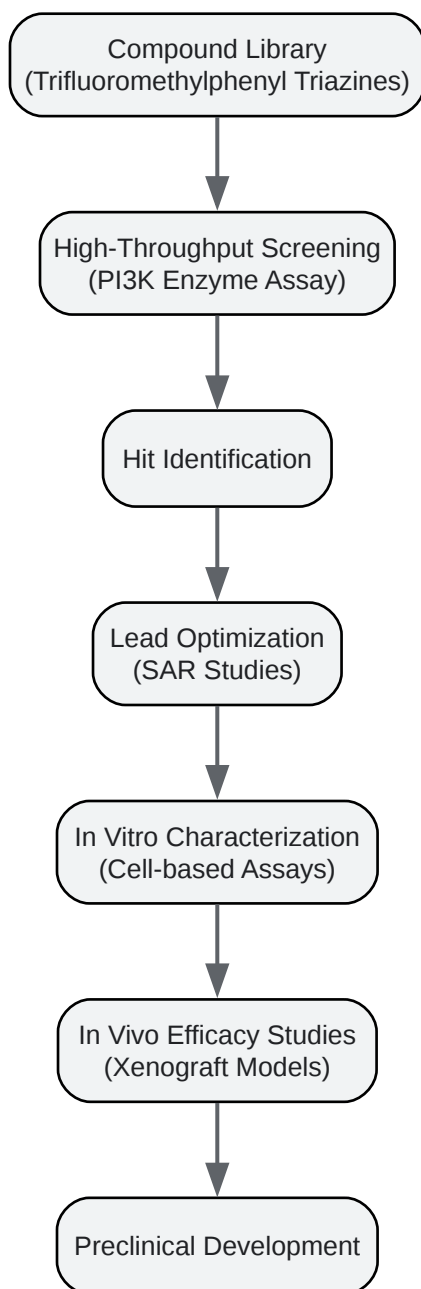 Compound Library
(Trifluoromethylphenyl Triazines)
High-Throughput Screening
(PI3K Enzyme Assay)
Hit Identification
Lead Optimization
(SAR Studies)
In Vitro Characterization
(Cell-based Assays)
In Vivo Efficacy Studies
(Xenograft Models)
Preclinical Development